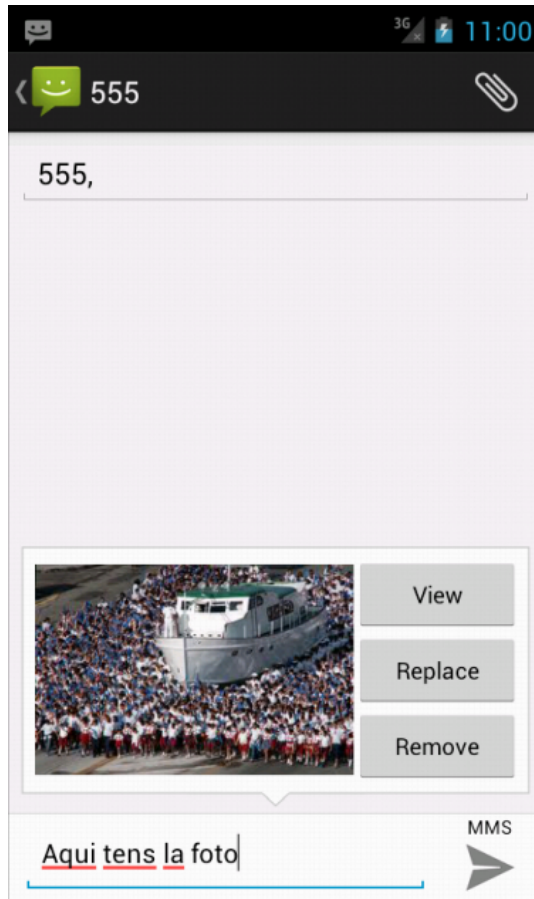 3G 11:00
555
555,
View
Replace
Remove
MMS
Aqui tens la foto